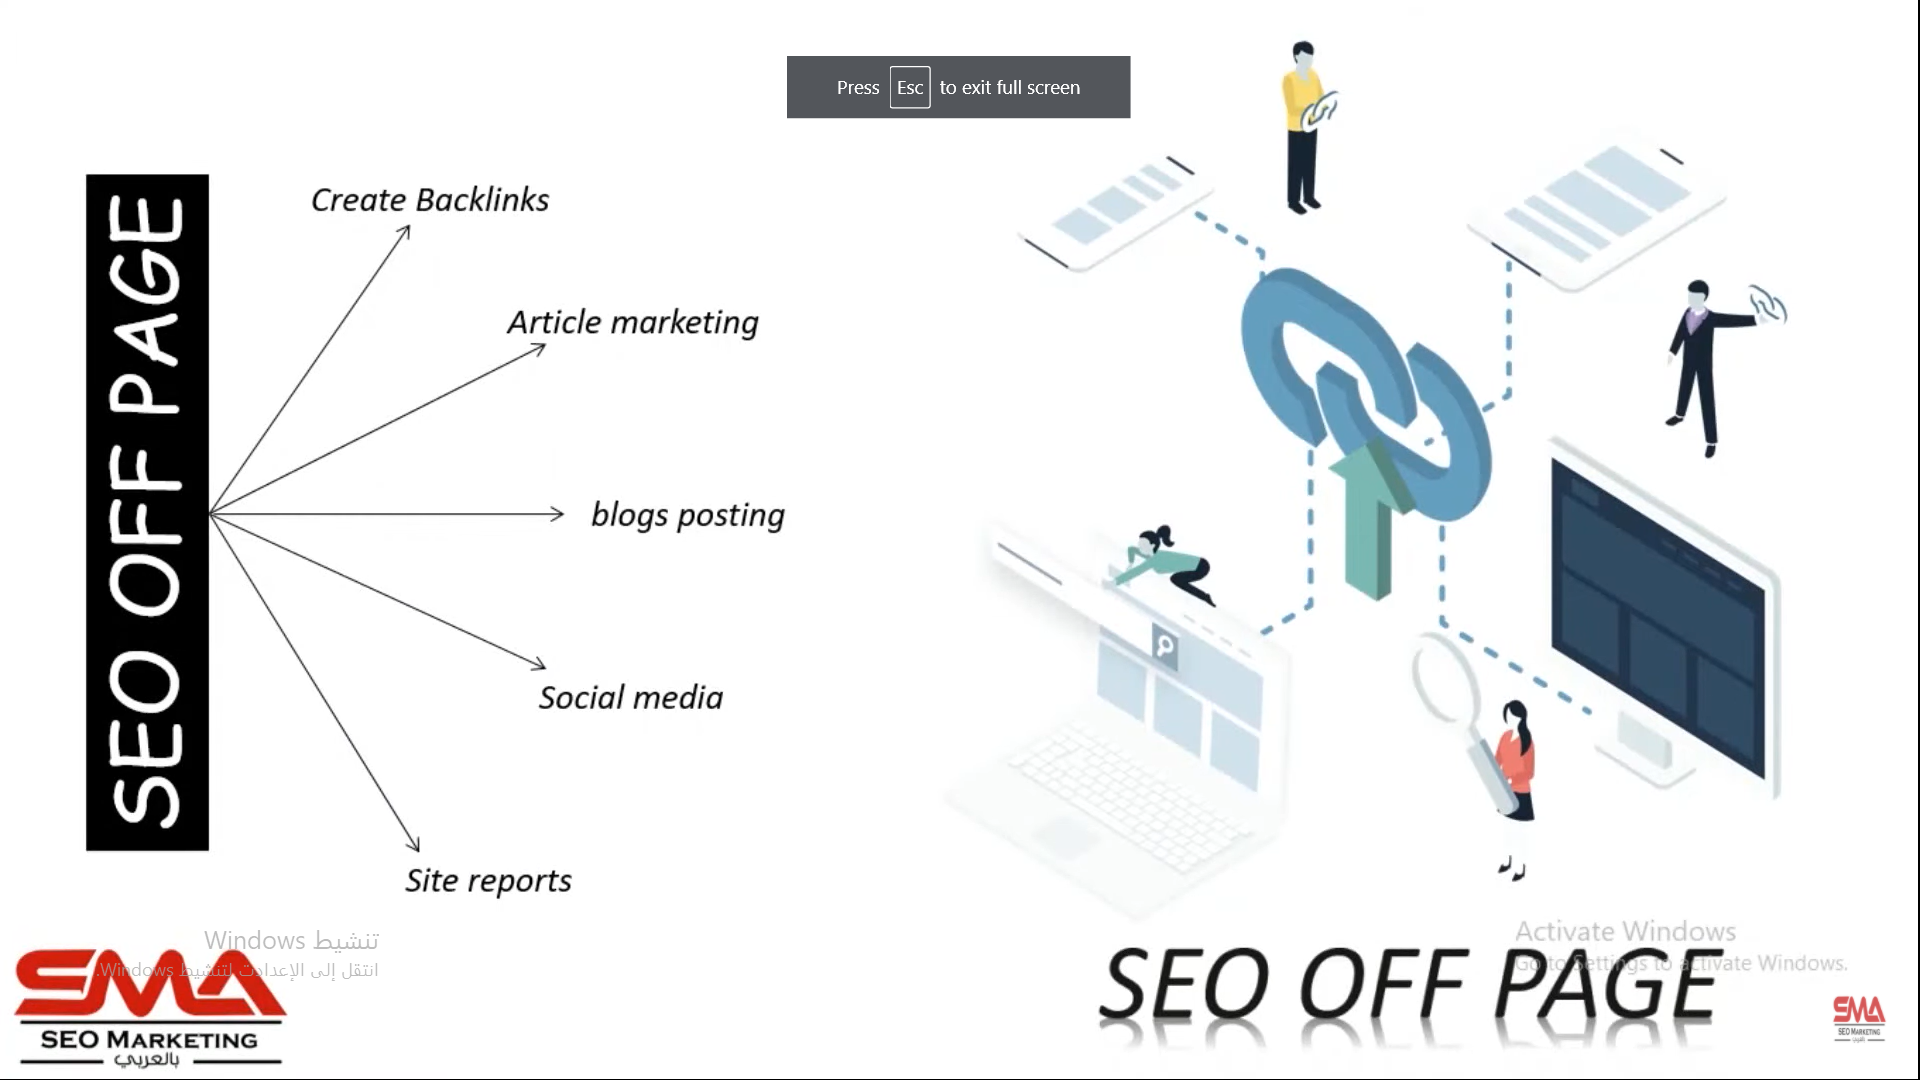 Press Esc to exit full screen
SEO OFF PAGE
Create Backlinks
Article marketing
blogs posting
Social media
Site reports
تنشيط Windows
انتقل إلى الإعدادت لتنشيط Windows.
SMA
SEO MARKETING
بالعربي
Activate Windows
Go to Settings to activate Windows.
SEO OFF PAGE
SMA
SEO MARKETING
بالعربي